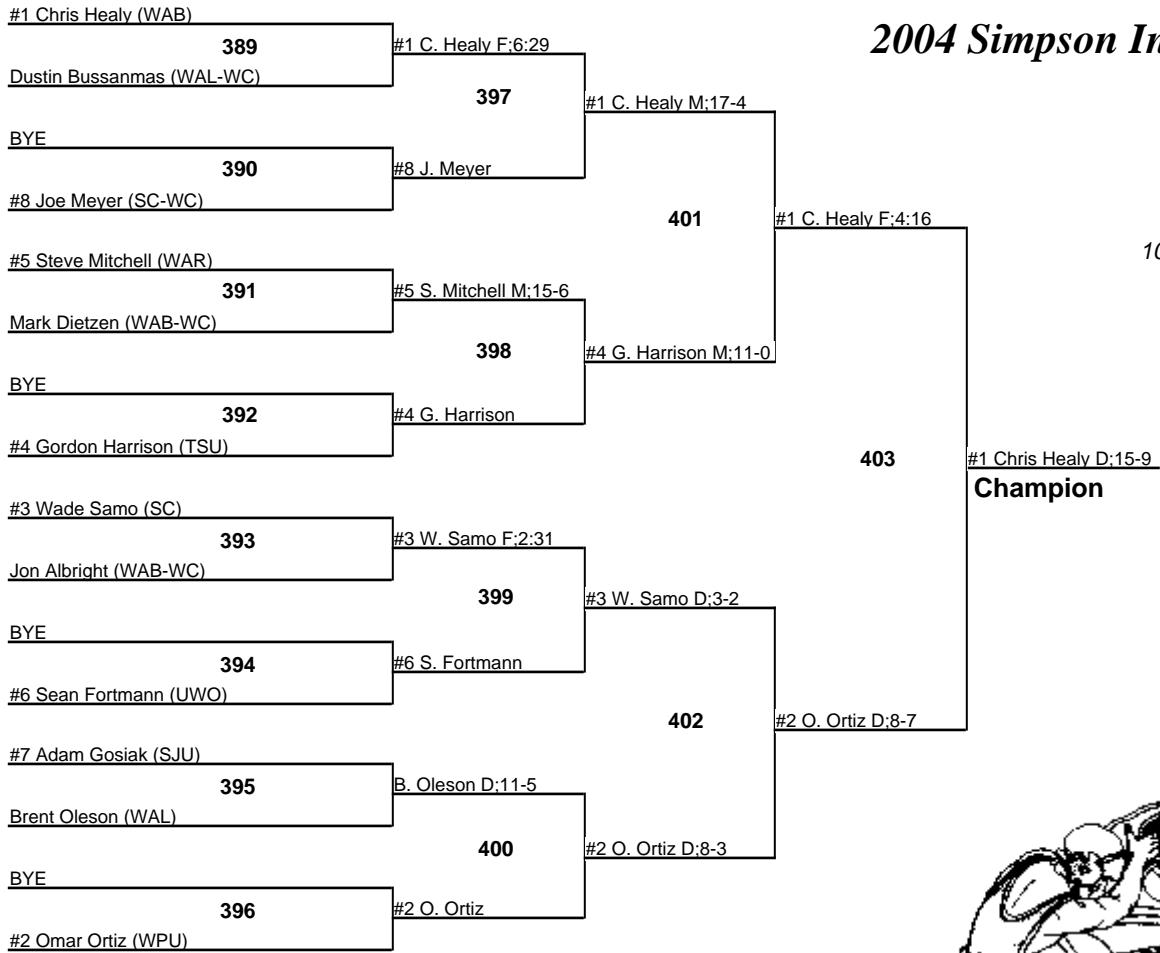 #1 Chris Healy (WAB)
389
Dustin Bussanmas (WAL-WC)
BYE
390
#8 Joe Meyer (SC-WC)
#5 Steve Mitchell (WAR)
391
Mark Dietzen (WAB-WC)
BYE
392
#4 Gordon Harrison (TSU)
#3 Wade Samo (SC)
393
Jon Albright (WAB-WC)
BYE
394
#6 Sean Fortmann (UWO)
#7 Adam Gosiak (SJU)
395
Brent Oleson (WAL)
BYE
396
#2 Omar Ortiz (WPU)
#1 C. Healy F;6:29
397
#8 J. Meyer
#5 S. Mitchell M;15-6
398
#4 G. Harrison
#3 W. Samo F;2:31
399
#6 S. Fortmann
B. Oleson D;11-5
400
#2 O. Ortiz
#1 C. Healy M;17-4
401
#4 G. Harrison M;11-0
#3 W. Samo D;3-2
402
#2 O. Ortiz D;8-3
#1 C. Healy F;4:16
403
#2 O. Ortiz D;8-7
#1 Chris Healy D;15-9
Champion
2004 Simpson In
10